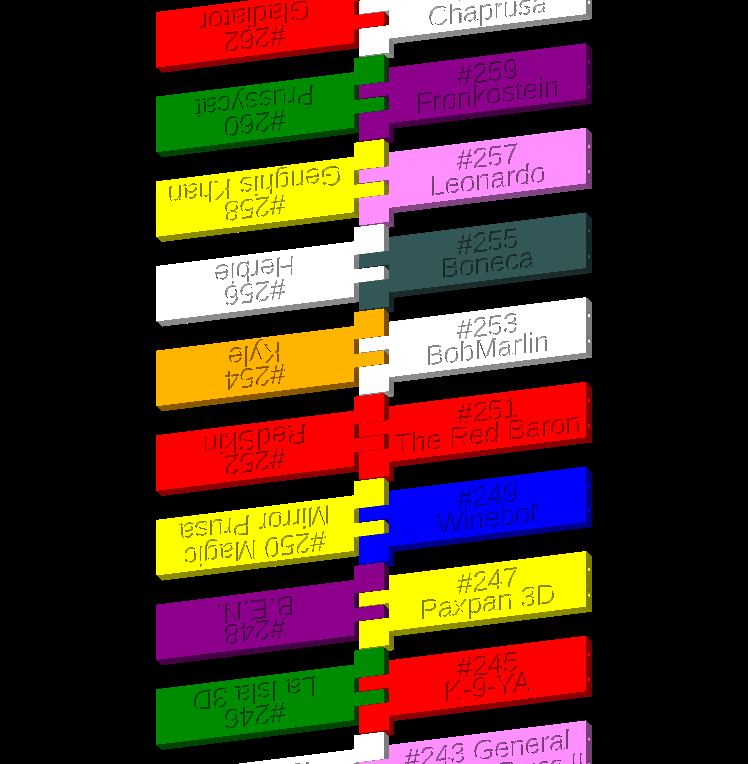 Gladiator
#262
Chaprusa
#259
Fronkostein
Prussycat
#260
#257
Leonardo
Genghis Khan
#258
#255
Boneca
Herbie
#256
#253
BobMarlin
Kyle
#254
#251
The Red Baron
RedSkin
#252
#249
Winebot
#250 Magic
Mirror Prusa
#247
Paxpan 3D
#248
B.E.N.
#245
K-9-YA
#246
La Isla 3D
#243 General